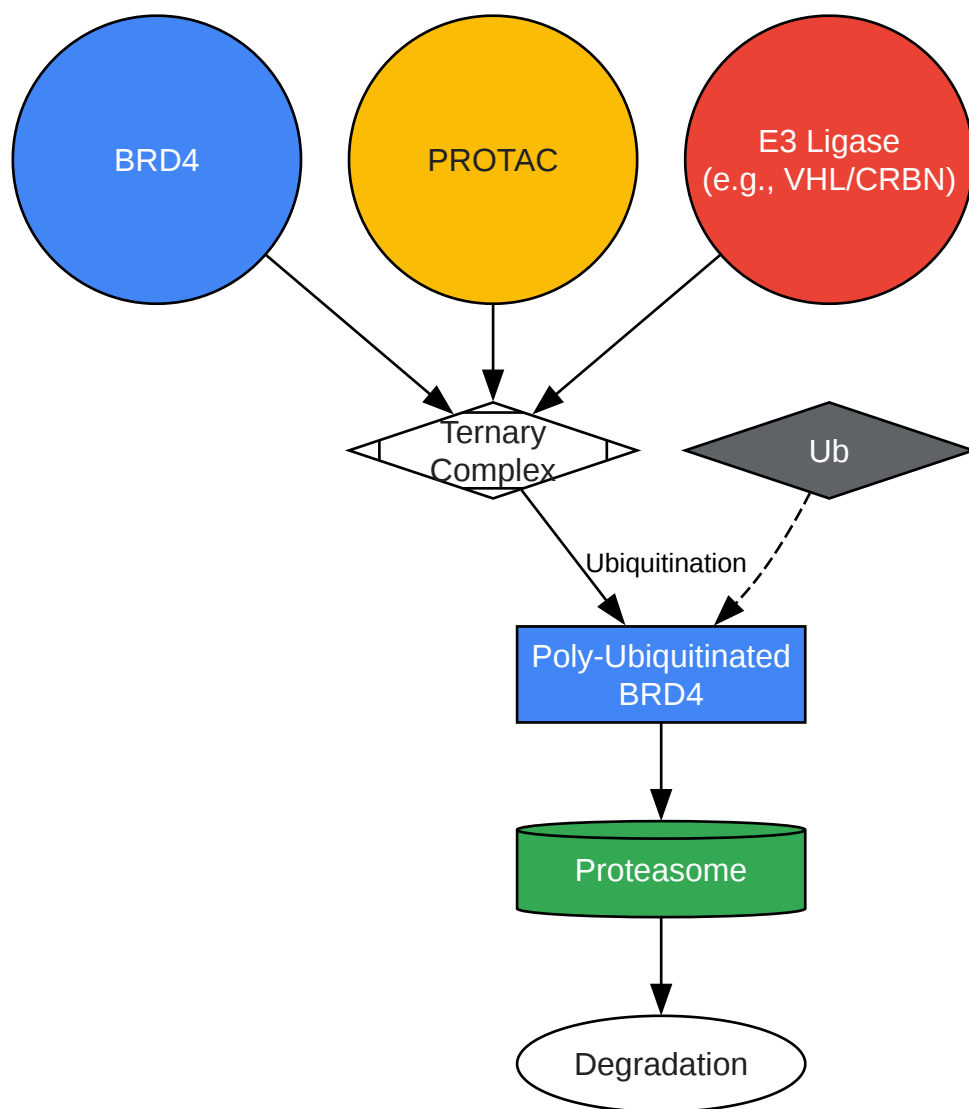 BRD4
PROTAC
E3 Ligase
(e.g., VHL/CRBN)
Ternary
Complex
Ub
Ubiquitination
Poly-Ubiquitinated
BRD4
Proteasome
Degradation